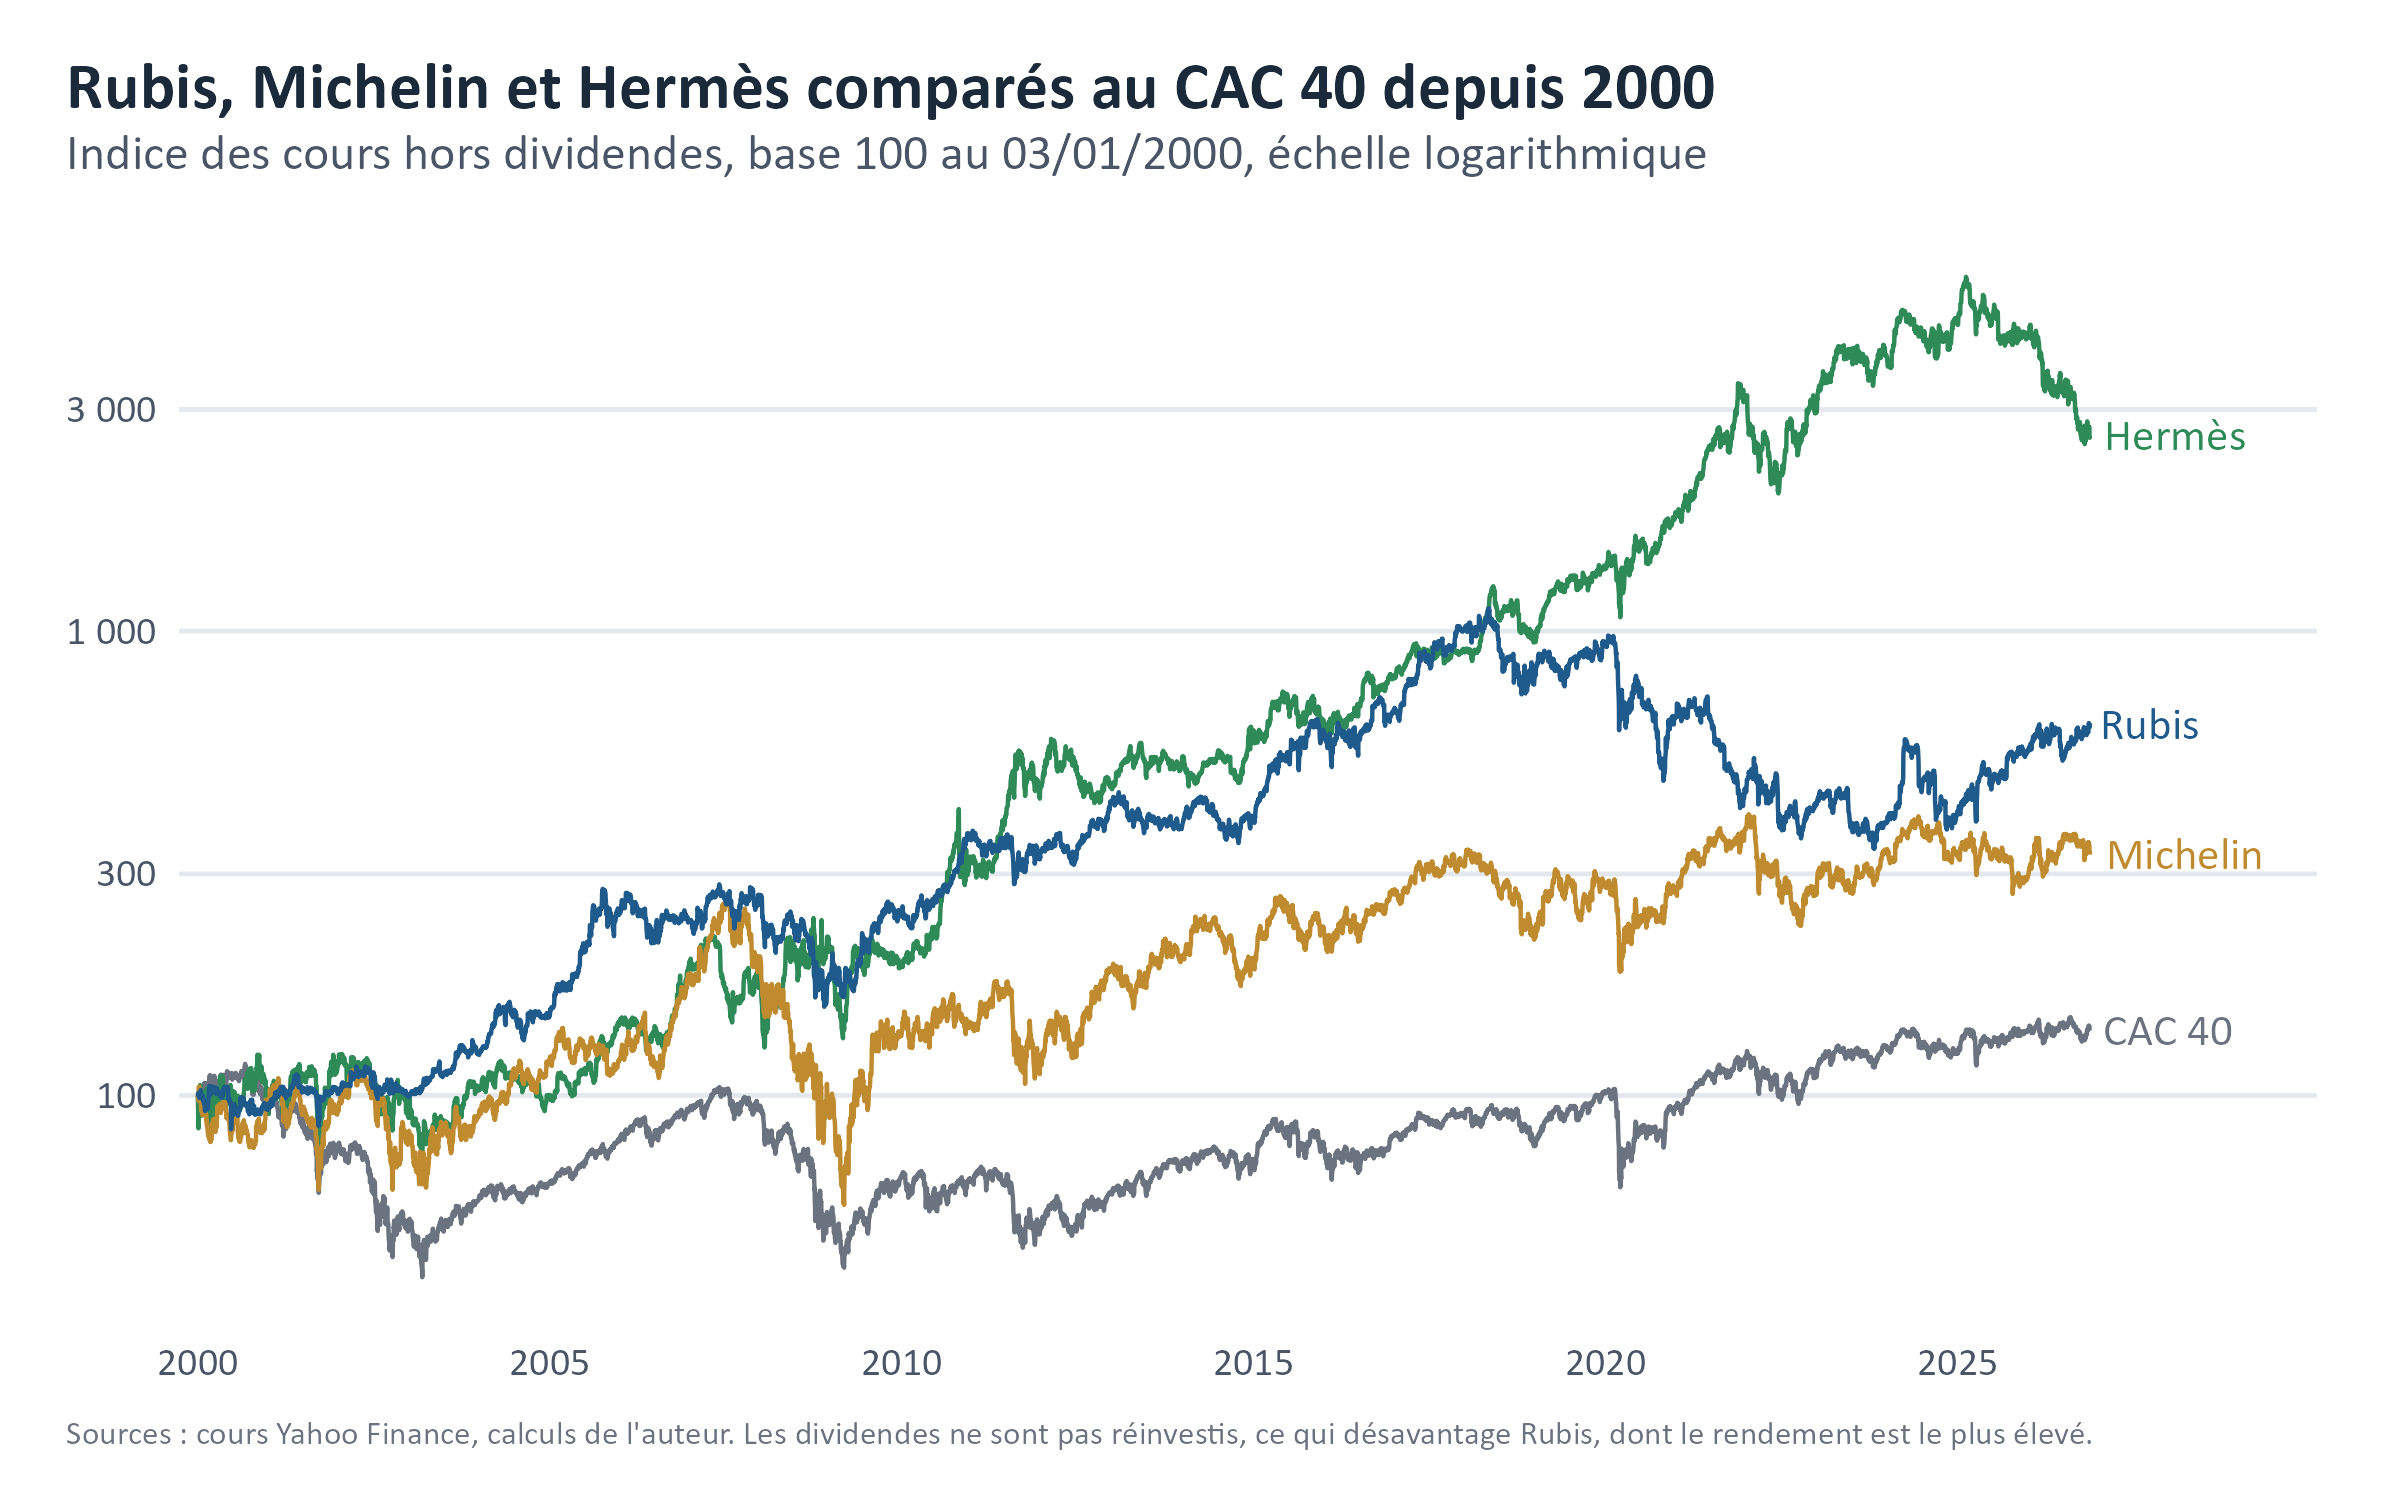 Rubis, Michelin et Hermès comparés au CAC 40 depuis 2000
Indice des cours hors dividendes, base 100 au 03/01/2000, échelle logarithmique
3 000
Hermès
1 000
Rubis
300
Michelin
CAC 40
100
2000 2005 2010 2015 2020 2025
Sources : cours Yahoo Finance, calculs de l'auteur. Les dividendes ne sont pas réinvestis, ce qui désavantage Rubis, dont le rendement est le plus élevé.